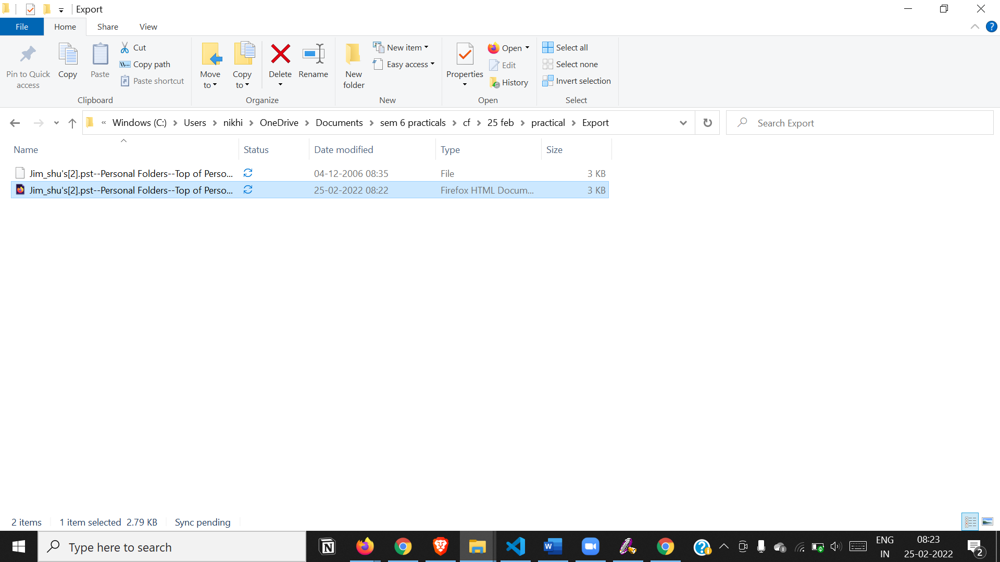 Export
File Home Share View
Pin to Quick access
Copy
Paste
Cut
Copy path
Paste shortcut
Clipboard
Move to
Copy to
Delete
Rename
Organize
New folder
New item
Easy access
New
Properties
Open
Edit
History
Open
Select all
Select none
Invert selection
Select
« Windows (C:) > Users > nikhi > OneDrive > Documents > sem 6 practicals > cf > 25 feb > practical > Export
Search Export
Name Status Date modified Type Size
Jim_shu's[2].pst--Personal Folders--Top of Perso... 04-12-2006 08:35 File 3 KB
Jim_shu's[2].pst--Personal Folders--Top of Perso... 25-02-2022 08:22 Firefox HTML Docum... 3 KB
2 items 1 item selected 2.79 KB Sync pending
Type here to search
ENG
IN
08:23
25-02-2022
2